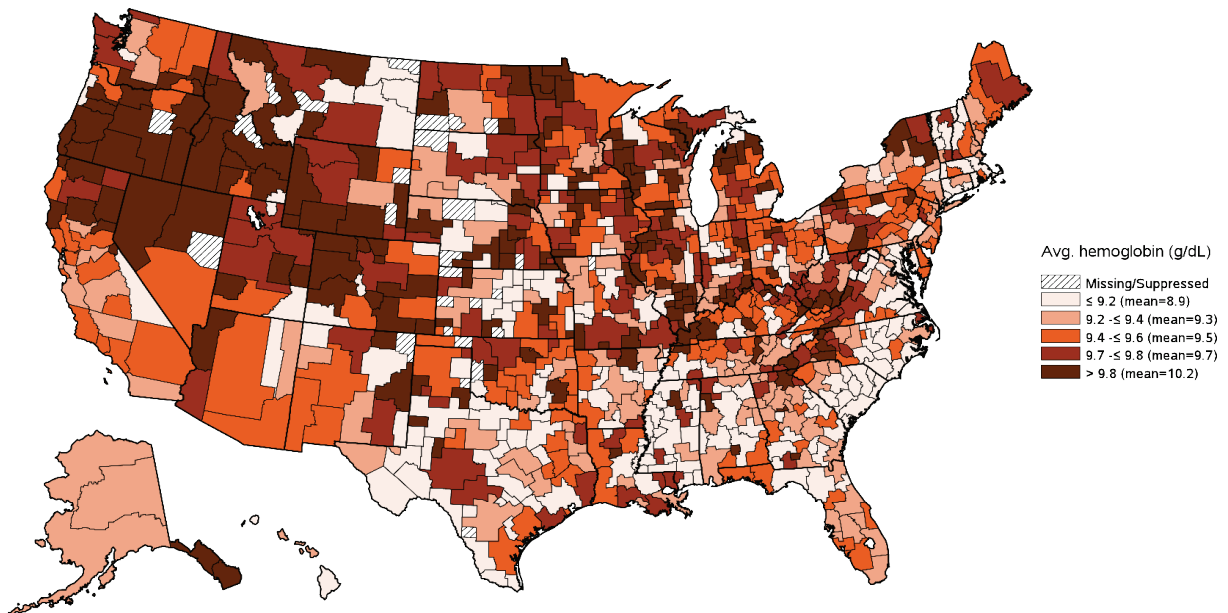 Avg. hemoglobin (g/dL)
Missing/Suppressed
≤ 9.2 (mean=8.9)
9.2 -≤ 9.4 (mean=9.3)
9.4 -≤ 9.6 (mean=9.5)
9.7 -≤ 9.8 (mean=9.7)
> 9.8 (mean=10.2)